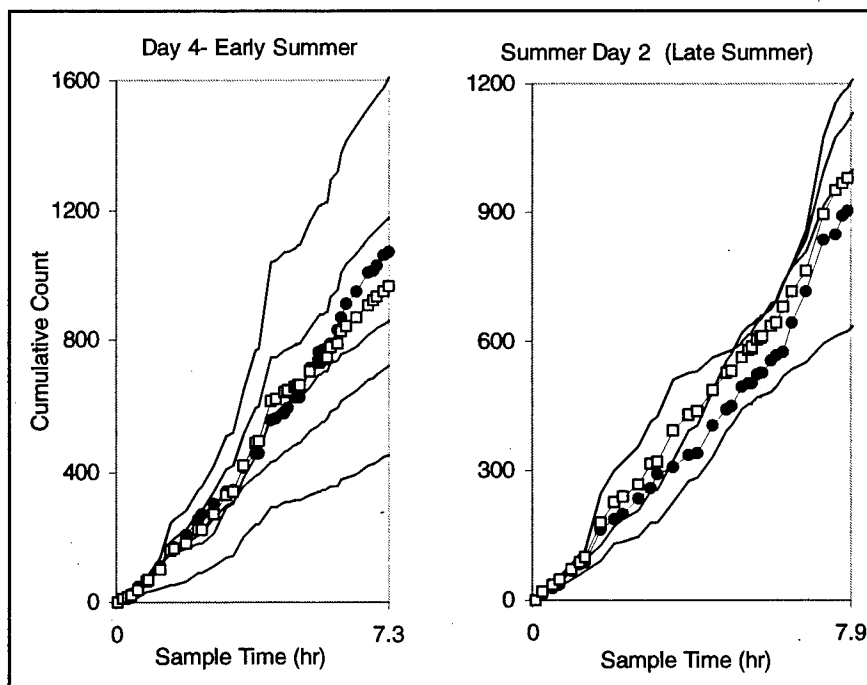 Day 4- Early Summer
1600
1200
800
400
0
Cumulative Count
0
7.3
Sample Time (hr)
Summer Day 2 (Late Summer)
1200
900
600
300
0
0
7.9
Sample Time (hr)